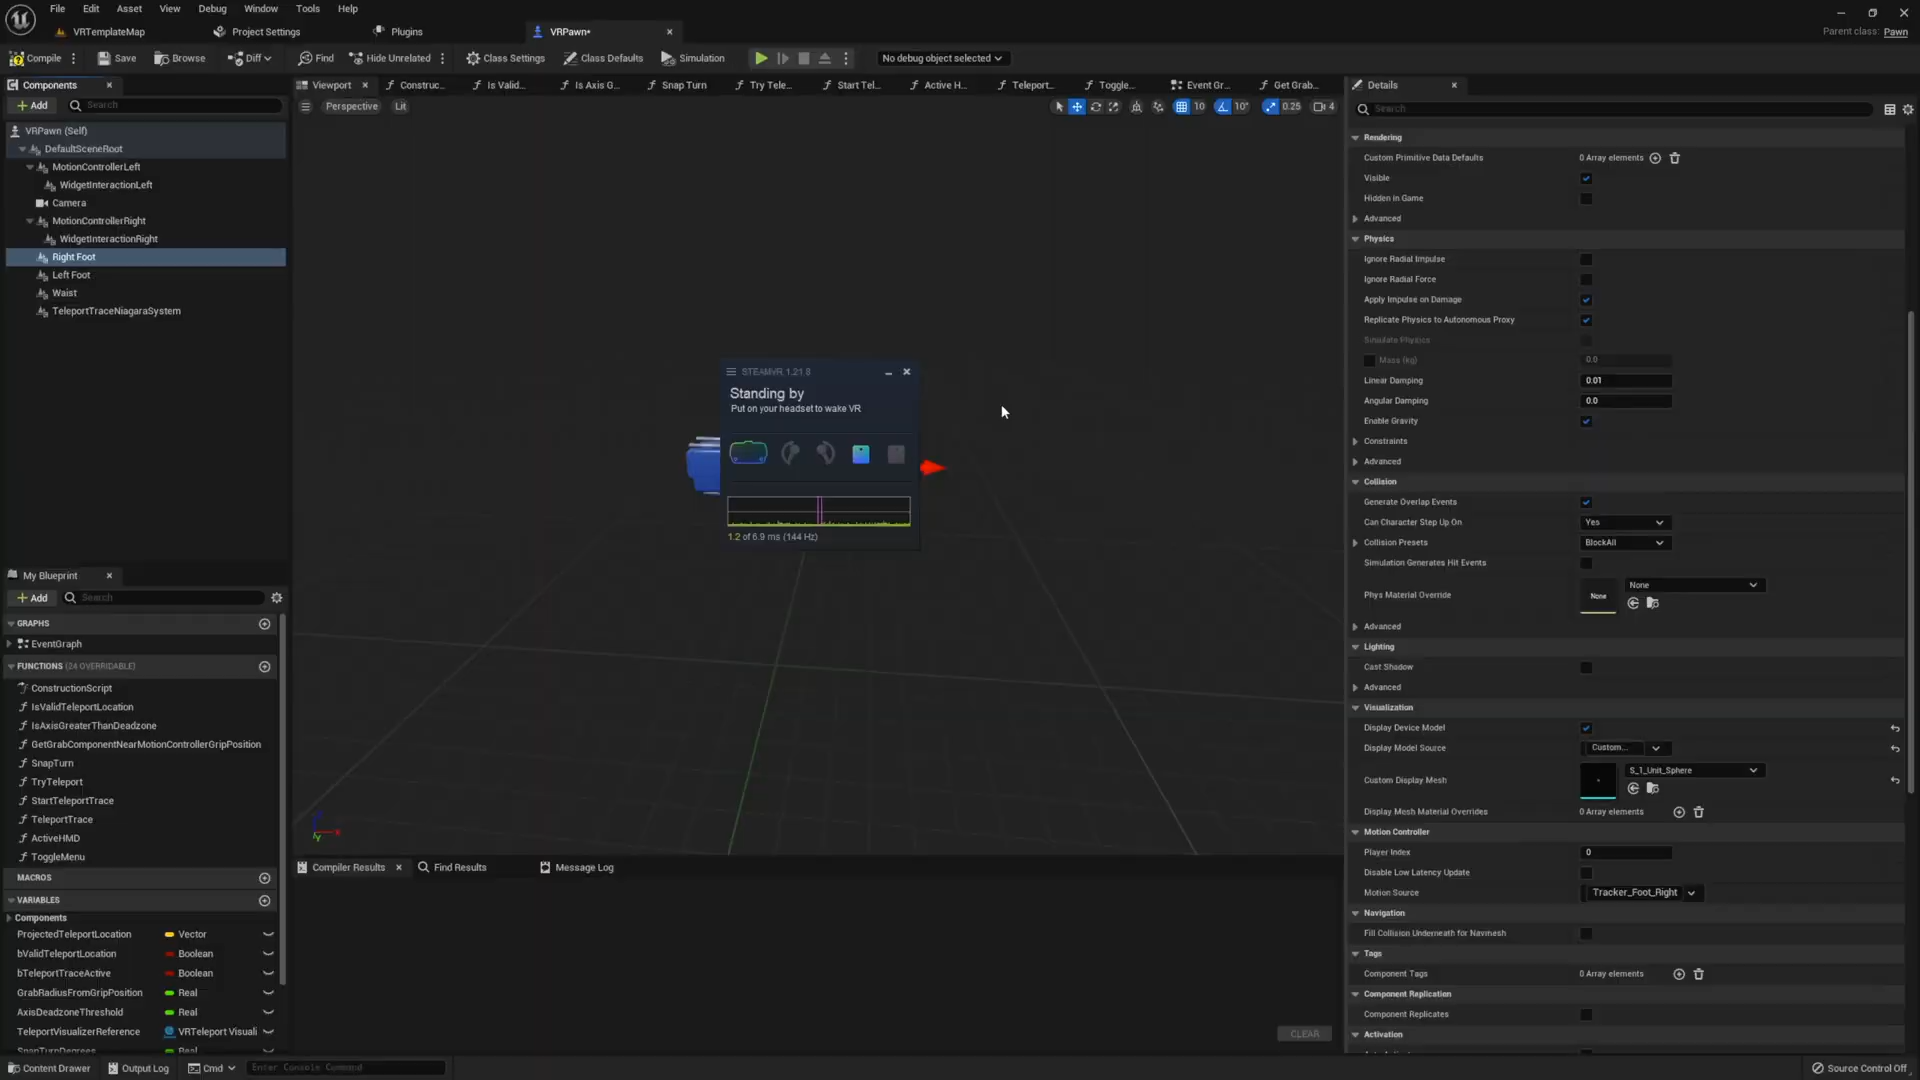 File Edit Asset View Debug Window Tools Help
VRTemplateMap Project Settings Plugins VRPawn*
Parent class: Pawn
Compile Save Browse Diff Find Hide Unrelated Class Settings Class Defaults Simulation No debug object selected
Components
Viewport Construc... Is Valid... Is Axis G... Snap Turn Try Tele... Start Tel... Active H... Teleport... Toggle... Event Gr... Get Grab...
Details
Add Search
Perspective Lit 10 10° 0.25 4
Search
VRPawn (Self)
DefaultSceneRoot
MotionControllerLeft
WidgetInteractionLeft
Camera
MotionControllerRight
WidgetInteractionRight
Right Foot
Left Foot
Waist
TeleportTraceNiagaraSystem
STEAMVR 1.21.8
Standing by
Put on your headset to wake VR
1.2 of 6.9 ms (144 Hz)
My Blueprint
Add Search
GRAPHS
EventGraph
FUNCTIONS (24 OVERRIDABLE)
ConstructionScript
IsValidTeleportLocation
IsAxisGreaterThanDeadzone
GetGrabComponentNearMotionControllerGripPosition
SnapTurn
TryTeleport
StartTeleportTrace
TeleportTrace
ActiveHMD
ToggleMenu
MACROS
VARIABLES
Components
ProjectedTeleportLocation Vector
bValidTeleportLocation Boolean
bTeleportTraceActive Boolean
GrabRadiusFromGripPosition Real
AxisDeadzoneThreshold Real
TeleportVisualizerReference VRTeleport Visuali
SnapTurnDegrees Real
Compiler Results Find Results Message Log
CLEAR
Rendering
Custom Primitive Data Defaults 0 Array elements
Visible
Hidden in Game
Advanced
Physics
Ignore Radial Impulse
Ignore Radial Force
Apply Impulse on Damage
Replicate Physics to Autonomous Proxy
Simulate Physics
Mass (kg) 0.0
Linear Damping 0.01
Angular Damping 0.0
Enable Gravity
Constraints
Advanced
Collision
Generate Overlap Events
Can Character Step Up On Yes
Collision Presets BlockAll
Simulation Generates Hit Events
Phys Material Override None None
Advanced
Lighting
Cast Shadow
Advanced
Visualization
Display Device Model
Display Model Source Custom...
Custom Display Mesh S_1_Unit_Sphere
Display Mesh Material Overrides 0 Array elements
Motion Controller
Player Index 0
Disable Low Latency Update
Motion Source Tracker_Foot_Right
Navigation
Fill Collision Underneath for Navmesh
Tags
Component Tags 0 Array elements
Component Replication
Component Replicates
Activation
Content Drawer Output Log Cmd Enter Console Command
Source Control Off